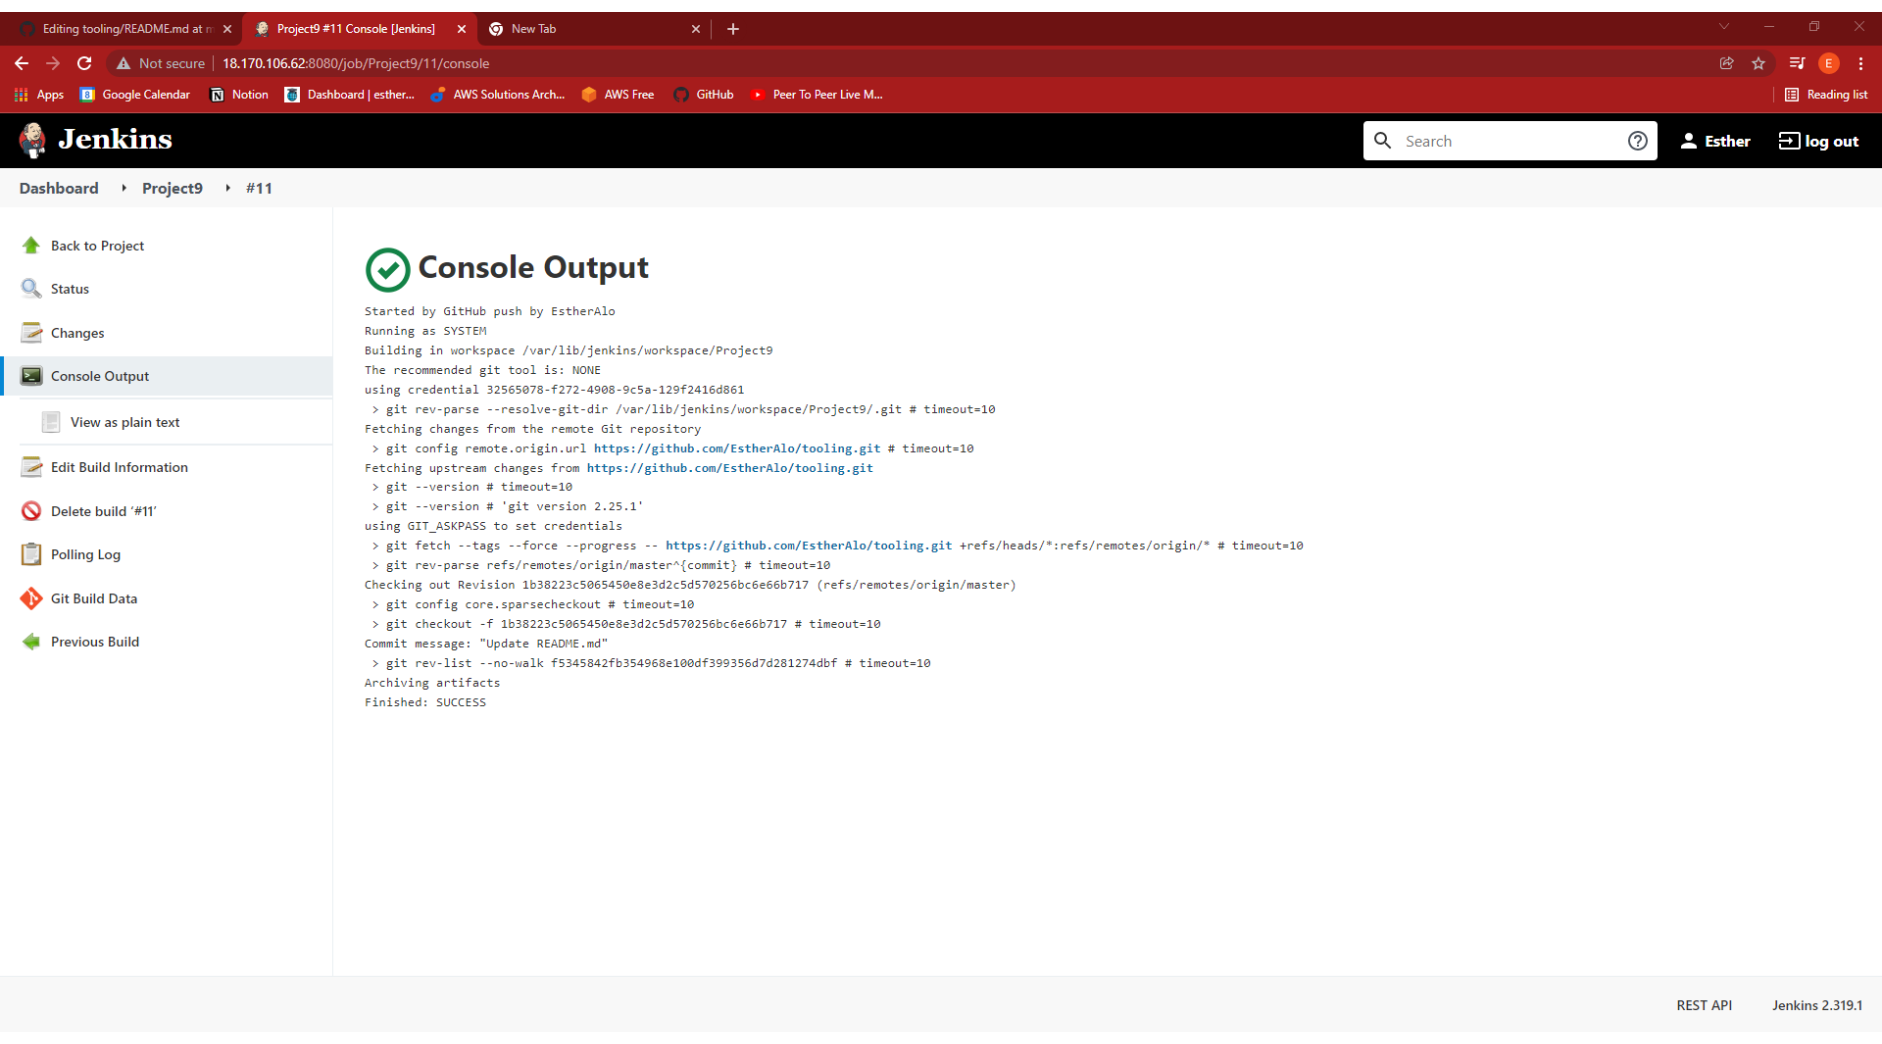 Editing tooling/README.md at m
Project9 #11 Console [Jenkins]
New Tab
Not secure
18.170.106.62:8080/job/Project9/11/console
E
Apps
Google Calendar
Notion
Dashboard | esther...
AWS Solutions Arch...
AWS Free
GitHub
Peer To Peer Live M...
Reading list
Jenkins
Search
Esther
log out
Dashboard
Project9
#11
Back to Project
Status
Changes
Console Output
View as plain text
Edit Build Information
Delete build ‘#11’
Polling Log
Git Build Data
Previous Build
Console Output
Started by GitHub push by EstherAlo
Running as SYSTEM
Building in workspace /var/lib/jenkins/workspace/Project9
The recommended git tool is: NONE
using credential 32565078-f272-4908-9c5a-129f2416d861
> git rev-parse --resolve-git-dir /var/lib/jenkins/workspace/Project9/.git # timeout=10
Fetching changes from the remote Git repository
> git config remote.origin.url https://github.com/EstherAlo/tooling.git # timeout=10
Fetching upstream changes from https://github.com/EstherAlo/tooling.git
> git --version # timeout=10
> git --version # 'git version 2.25.1'
using GIT_ASKPASS to set credentials
> git fetch --tags --force --progress -- https://github.com/EstherAlo/tooling.git +refs/heads/*:refs/remotes/origin/* # timeout=10
> git rev-parse refs/remotes/origin/master^{commit} # timeout=10
Checking out Revision 1b38223c5065450e8e3d2c5d570256bc6e66b717 (refs/remotes/origin/master)
> git config core.sparsecheckout # timeout=10
> git checkout -f 1b38223c5065450e8e3d2c5d570256bc6e66b717 # timeout=10
Commit message: "Update README.md"
> git rev-list --no-walk f5345842fb354968e100df399356d7d281274dbf # timeout=10
Archiving artifacts
Finished: SUCCESS
REST API
Jenkins 2.319.1